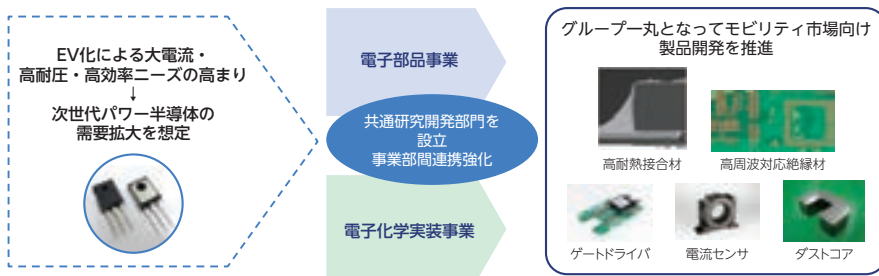 EV化による大電流・
高耐圧・高効率ニーズの高まり
↓
次世代パワー半導体の
需要拡大を想定
電子部品事業
共通研究開発部門を
設立
事業部間連携強化
電子化学実装事業
グループ一丸となってモビリティ市場向け
製品開発を推進
高耐熱接合材
高周波対応絶縁材
ゲートドライバ
電流センサ
ダストコア